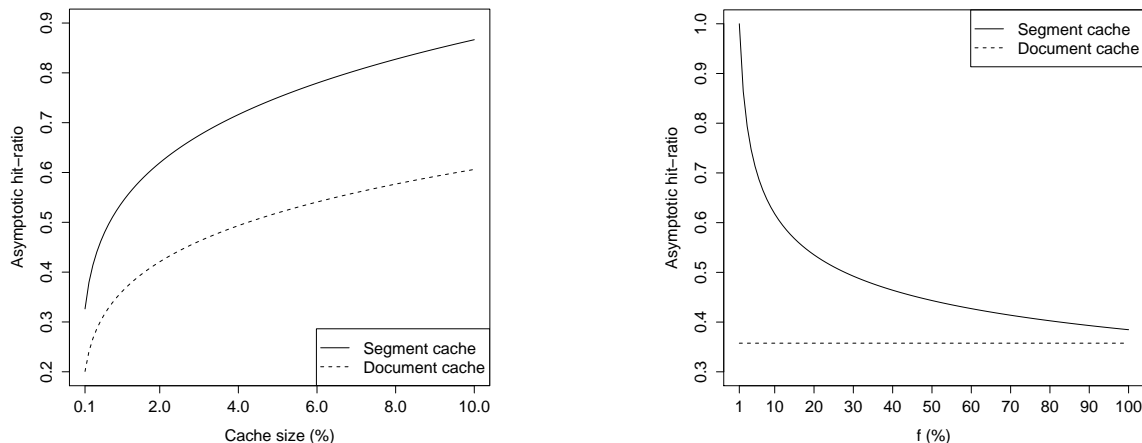 Asymptotic hit−ratio
0.9
0.8
0.7
0.6
0.5
0.4
0.3
0.2
Segment cache
Document cache
0.1 2.0 4.0 6.0 8.0 10.0
Cache size (%)
Asymptotic hit−ratio
1.0
0.9
0.8
0.7
0.6
0.5
0.4
0.3
Segment cache
Document cache
1 10 20 30 40 50 60 70 80 90 100
f (%)